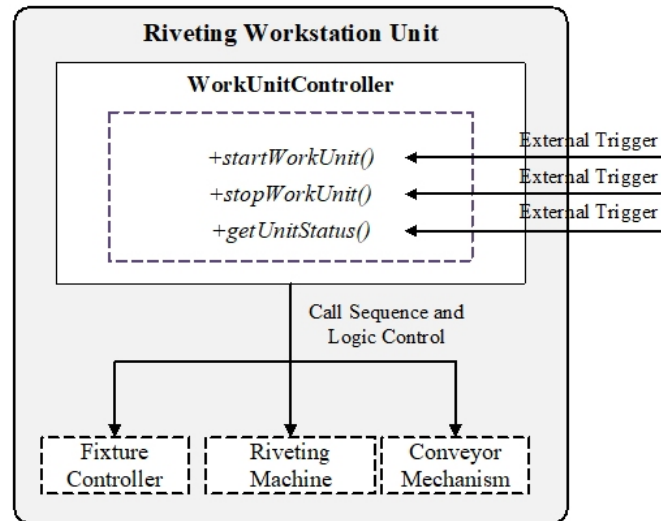 Riveting Workstation Unit
WorkUnitController
+startWorkUnit()
External Trigger
+stopWorkUnit()
External Trigger
+getUnitStatus()
External Trigger
Call Sequence and
Logic Control
Fixture
Controller
Riveting
Machine
Conveyor
Mechanism